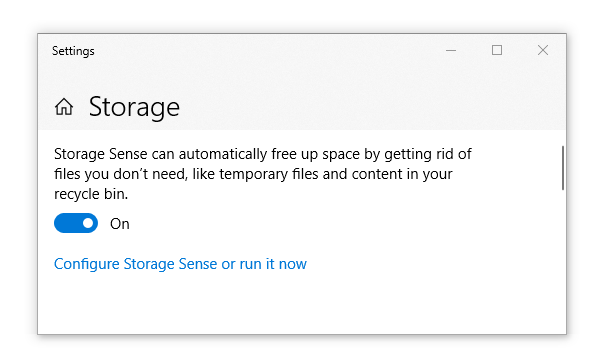 Settings
Storage
Storage Sense can automatically free up space by getting rid of
files you don’t need, like temporary files and content in your
recycle bin.
On
Configure Storage Sense or run it now